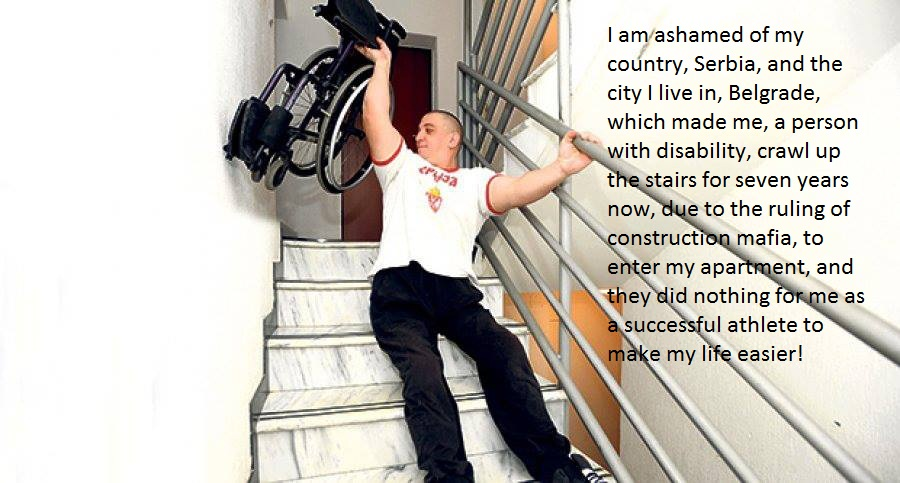 I am ashamed of my
country, Serbia, and the
city I live in, Belgrade,
which made me, a person
with disability, crawl up
the stairs for seven years
now, due to the ruling of
construction mafia, to
enter my apartment, and
they did nothing for me as
a successful athlete to
make my life easier!